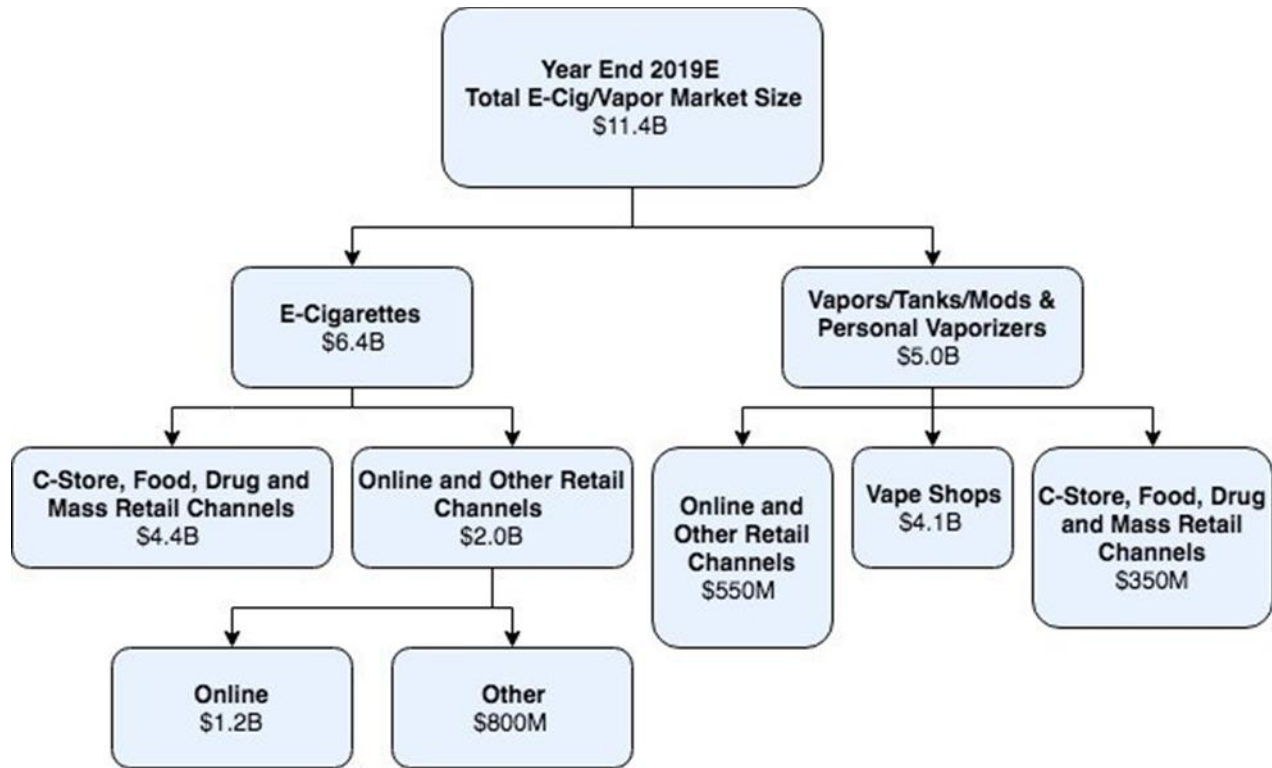 Year End 2019E
Total E-Cig/Vapor Market Size
$11.4B
E-Cigarettes
$6.4B
Vapors/Tanks/Mods &
Personal Vaporizers
$5.0B
C-Store, Food, Drug and
Mass Retail Channels
$4.4B
Online and Other Retail
Channels
$2.0B
Online and
Other Retail
Channels
$550M
Vape Shops
$4.1B
C-Store, Food, Drug
and Mass Retail
Channels
$350M
Online
$1.2B
Other
$800M